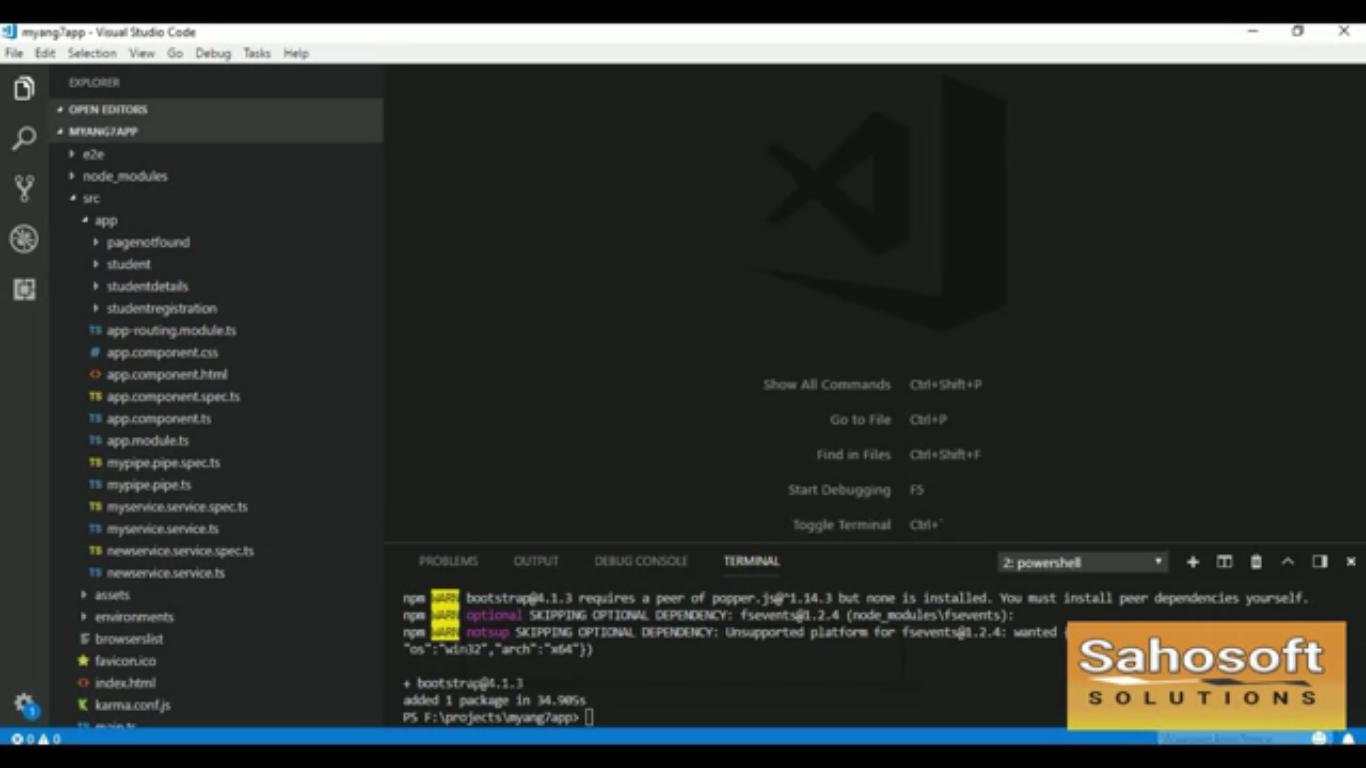 myang7app - Visual Studio Code
File Edit Selection View Go Debug Tasks Help
EXPLORER
OPEN EDITORS
MYANG7APP
e2e
node_modules
src
app
pagenotfound
student
studentdetails
studentregistration
TS app-routing.module.ts
# app.component.css
<> app.component.html
TS app.component.spec.ts
TS app.component.ts
TS app.module.ts
TS mypipe.pipe.spec.ts
TS mypipe.pipe.ts
TS myservice.service.spec.ts
TS myservice.service.ts
TS newservice.service.spec.ts
TS newservice.service.ts
assets
environments
browserslist
favicon.ico
<> index.html
karma.conf.js
main.ts
Show All Commands Ctrl+Shift+P
Go to File Ctrl+P
Find in Files Ctrl+Shift+F
Start Debugging F5
Toggle Terminal Ctrl+`
PROBLEMS OUTPUT DEBUG CONSOLE TERMINAL 2: powershell
npm WARN bootstrap@4.1.3 requires a peer of popper.js@^1.14.3 but none is installed. You must install peer dependencies yourself.
npm WARN optional SKIPPING OPTIONAL DEPENDENCY: fsevents@1.2.4 (node_modules\fsevents):
npm WARN notsup SKIPPING OPTIONAL DEPENDENCY: Unsupported platform for fsevents@1.2.4: wanted
"os":"win32","arch":"x64"})
+ bootstrap@4.1.3
added 1 package in 34.905s
PS F:\projects\myang7app>
Sahosoft
SOLUTIONS
1
0 0